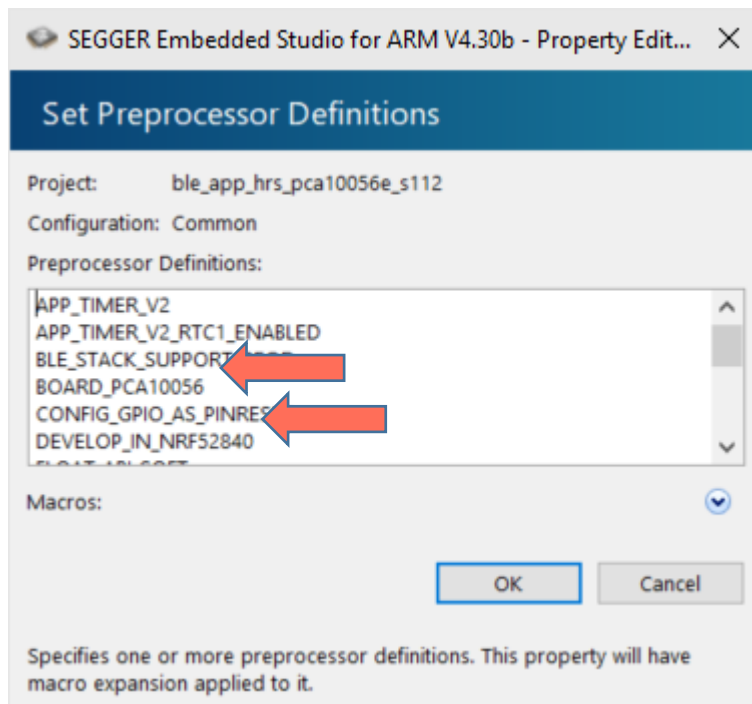 SEGGER Embedded Studio for ARM V4.30b - Property Edit...
Set Preprocessor Definitions
Project: ble_app_hrs_pca10056e_s112
Configuration: Common
Preprocessor Definitions:
APP_TIMER_V2
APP_TIMER_V2_RTC1_ENABLED
BLE_STACK_SUPPORT
BOARD_PCA10056
CONFIG_GPIO_AS_PINRES
DEVELOP_IN_NRF52840
Macros:
OK Cancel
Specifies one or more preprocessor definitions. This property will have
macro expansion applied to it.